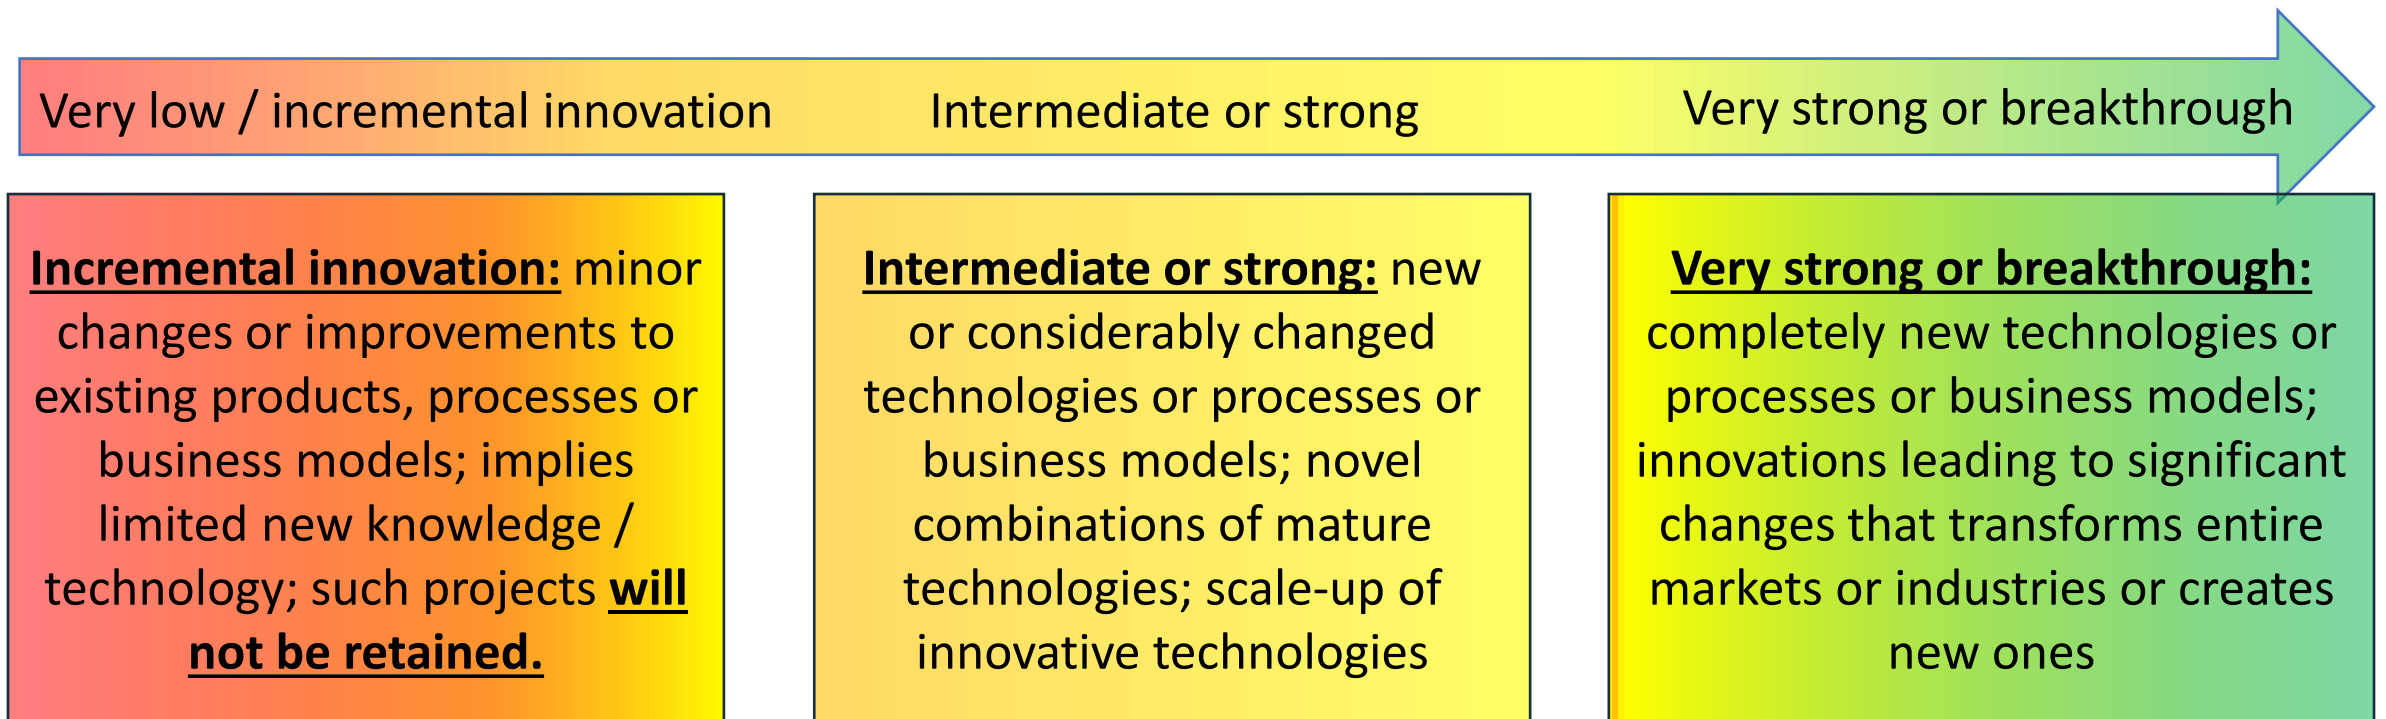 Very low / incremental innovation
Intermediate or strong
Very strong or breakthrough
Incremental innovation: minor
changes or improvements to
existing products, processes or
business models; implies
limited new knowledge /
technology; such projects will
not be retained.
Intermediate or strong: new
or considerably changed
technologies or processes or
business models; novel
combinations of mature
technologies; scale-up of
innovative technologies
Very strong or breakthrough:
completely new technologies or
processes or business models;
innovations leading to significant
changes that transforms entire
markets or industries or creates
new ones